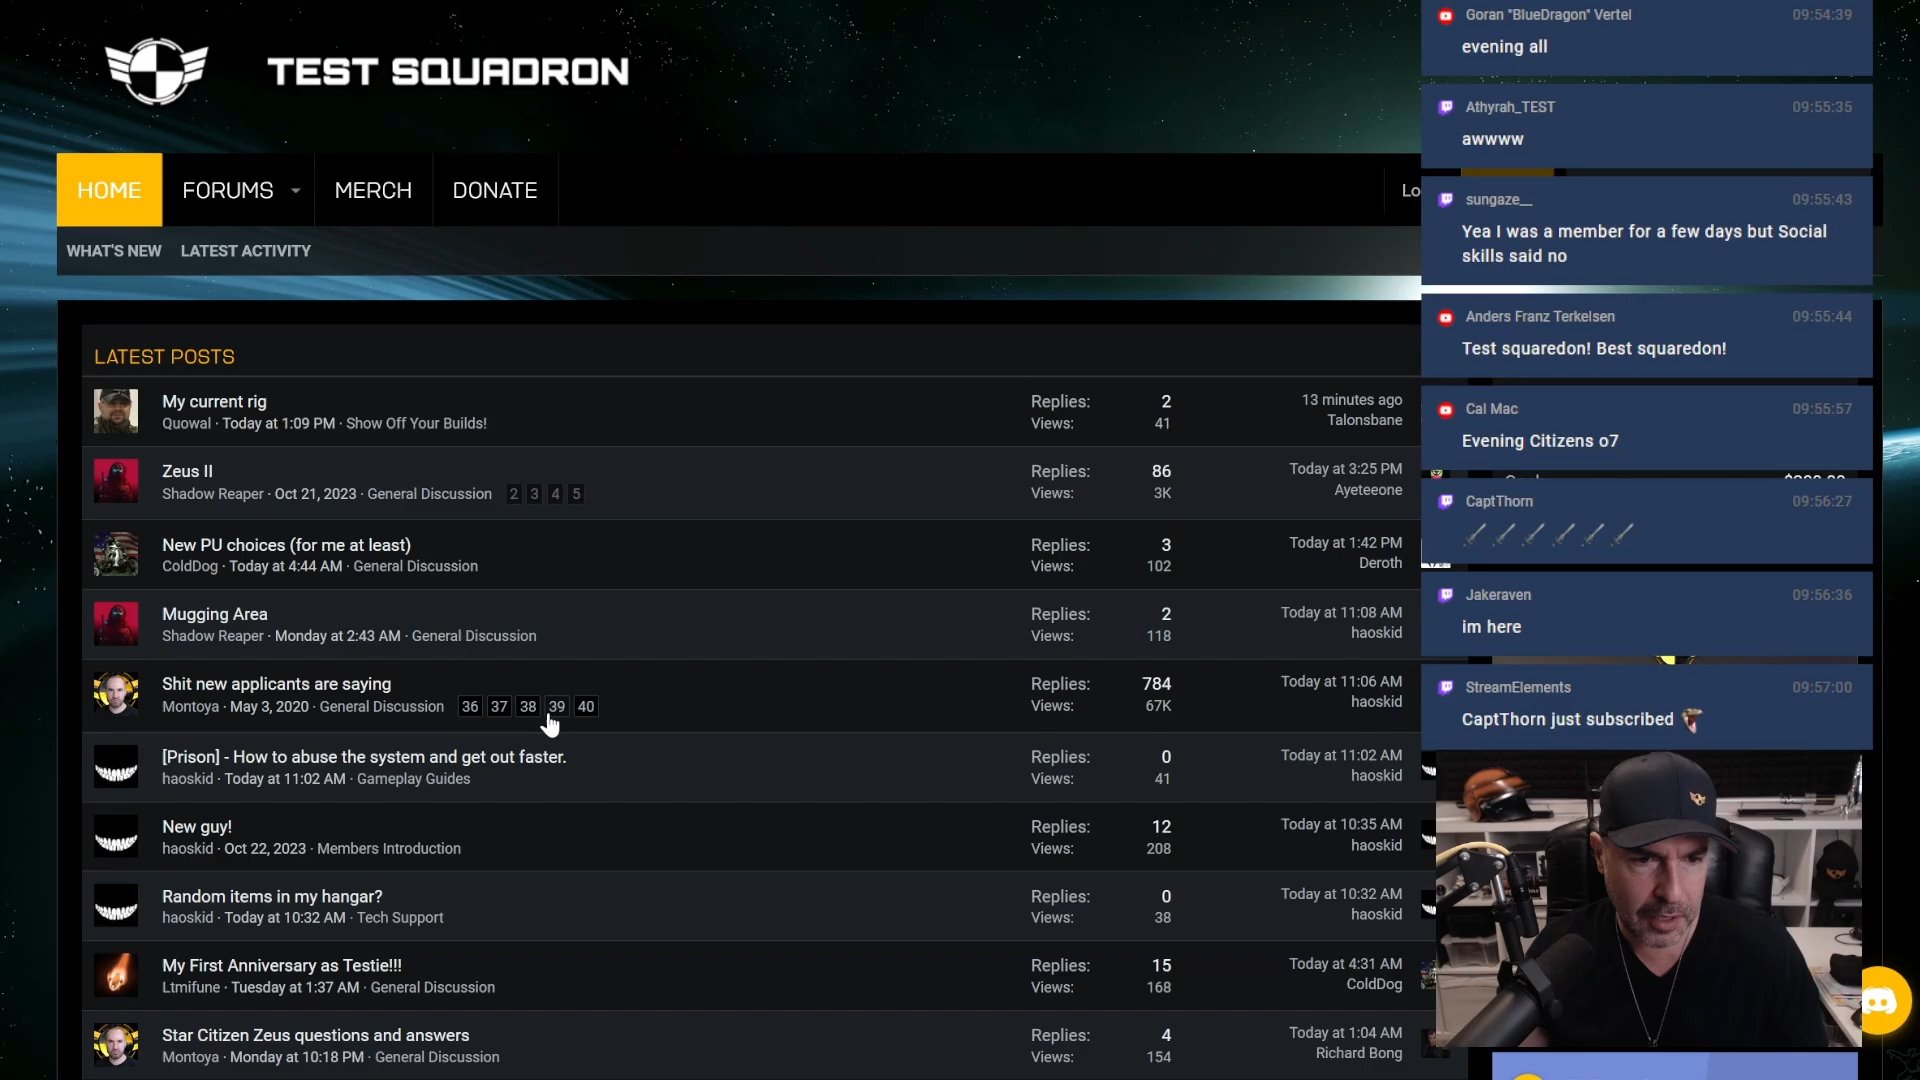 TEST SQUADRON
HOME
FORUMS
MERCH
DONATE
Lo
WHAT'S NEW
LATEST ACTIVITY
LATEST POSTS
My current rig
Quowal · Today at 1:09 PM · Show Off Your Builds!
Replies: 2
Views: 41
13 minutes ago
Talonsbane
Zeus II
Shadow Reaper · Oct 21, 2023 · General Discussion 2 3 4 5
Replies: 86
Views: 3K
Today at 3:25 PM
Ayeteeone
New PU choices (for me at least)
ColdDog · Today at 4:44 AM · General Discussion
Replies: 3
Views: 102
Today at 1:42 PM
Deroth
Mugging Area
Shadow Reaper · Monday at 2:43 AM · General Discussion
Replies: 2
Views: 118
Today at 11:08 AM
haoskid
Shit new applicants are saying
Montoya · May 3, 2020 · General Discussion 36 37 38 39 40
Replies: 784
Views: 67K
Today at 11:06 AM
haoskid
[Prison] - How to abuse the system and get out faster.
haoskid · Today at 11:02 AM · Gameplay Guides
Replies: 0
Views: 41
Today at 11:02 AM
haoskid
New guy!
haoskid · Oct 22, 2023 · Members Introduction
Replies: 12
Views: 208
Today at 10:35 AM
haoskid
Random items in my hangar?
haoskid · Today at 10:32 AM · Tech Support
Replies: 0
Views: 38
Today at 10:32 AM
haoskid
My First Anniversary as Testie!!!
Ltmifune · Tuesday at 1:37 AM · General Discussion
Replies: 15
Views: 168
Today at 4:31 AM
ColdDog
Star Citizen Zeus questions and answers
Montoya · Monday at 10:18 PM · General Discussion
Replies: 4
Views: 154
Today at 1:04 AM
Richard Bong
Goran "BlueDragon" Vertel 09:54:39
evening all
Athyrah_TEST 09:55:35
awwww
sungaze__ 09:55:43
Yea I was a member for a few days but Social
skills said no
Anders Franz Terkelsen 09:55:44
Test squaredon! Best squaredon!
Cal Mac 09:55:57
Evening Citizens o7
CaptThorn 09:56:27
Jakeraven 09:56:36
im here
StreamElements 09:57:00
CaptThorn just subscribed